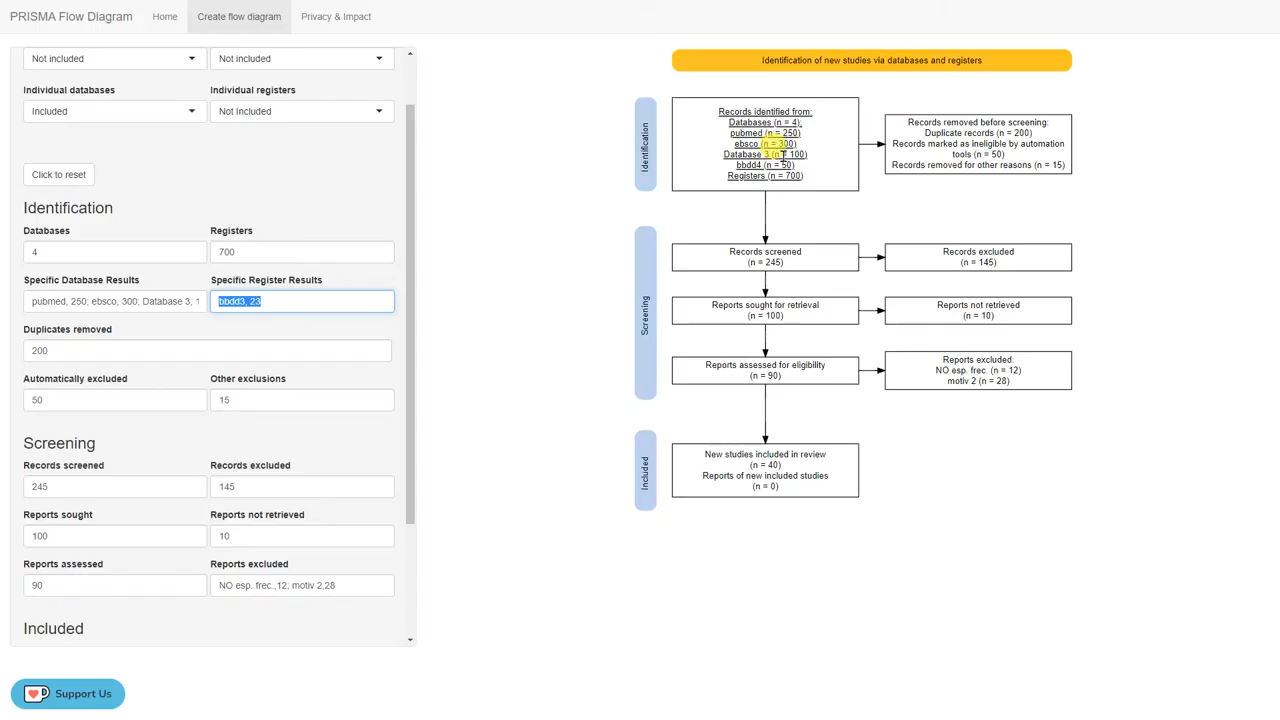 PRISMA Flow Diagram Home Create flow diagram Privacy & Impact
Not included Not included
Individual databases Individual registers
Included Not Included
Click to reset
Identification
Databases Registers
4 700
Specific Database Results Specific Register Results
pubmed, 250; ebsco, 300; Database 3, 1 bbdd3, 23
Duplicates removed
200
Automatically excluded Other exclusions
50 15
Screening
Records screened Records excluded
245 145
Reports sought Reports not retrieved
100 10
Reports assessed Reports excluded
90 NO esp. frec.,12; motiv 2,28
Included
Support Us
Identification of new studies via databases and registers
Identification
Records identified from:
Databases (n = 4):
pubmed (n = 250)
ebsco (n = 300)
Database 3 (n = 100)
bbdd4 (n = 50)
Registers (n = 700)
Records removed before screening:
Duplicate records (n = 200)
Records marked as ineligible by automation
tools (n = 50)
Records removed for other reasons (n = 15)
Screening
Records screened
(n = 245)
Records excluded
(n = 145)
Reports sought for retrieval
(n = 100)
Reports not retrieved
(n = 10)
Reports assessed for eligibility
(n = 90)
Reports excluded:
NO esp. frec. (n = 12)
motiv 2 (n = 28)
Included
New studies included in review
(n = 40)
Reports of new included studies
(n = 0)